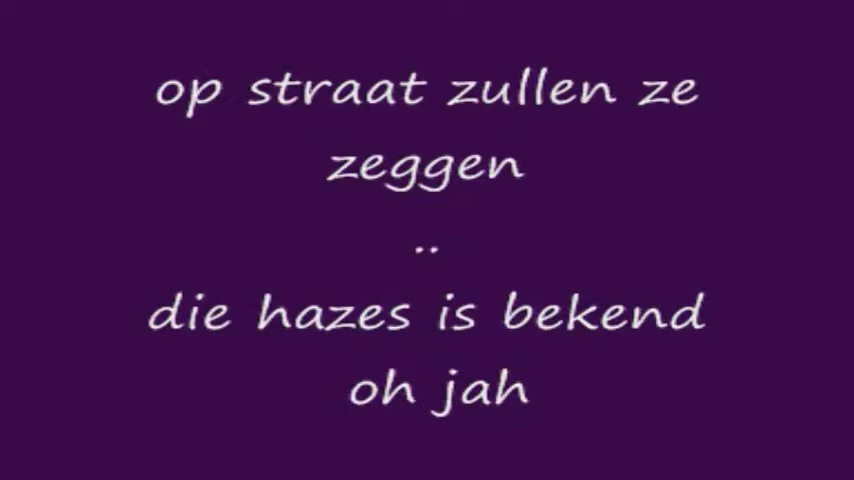 op straat zullen ze
zeggen
..
die hazes is bekend
oh jah